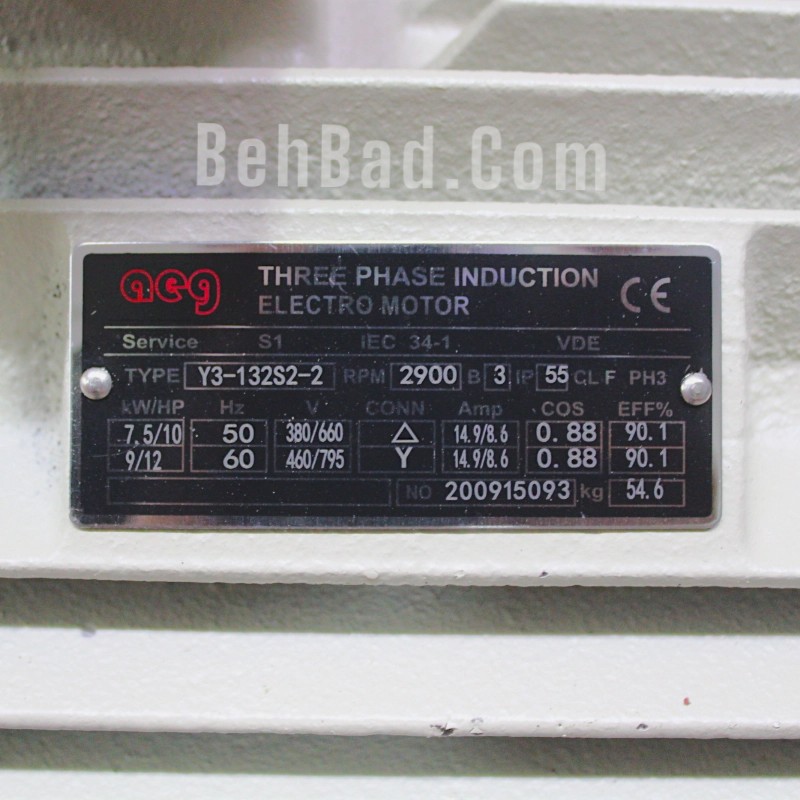 BehBad.Com
aeg THREE PHASE INDUCTION
ELECTRO MOTOR CE
Service S1 IEC 34-1 VDE
TYPE Y3-132S2-2 RPM 2900 B 3 IP 55 CL F PH3
kW/HP Hz V CONN Amp COS EFF%
7.5/10 50 380/660 △ 14.9/8.6 0.88 90.1
9/12 60 460/795 Y 14.9/8.6 0.88 90.1
NO 200915093 kg 54.6